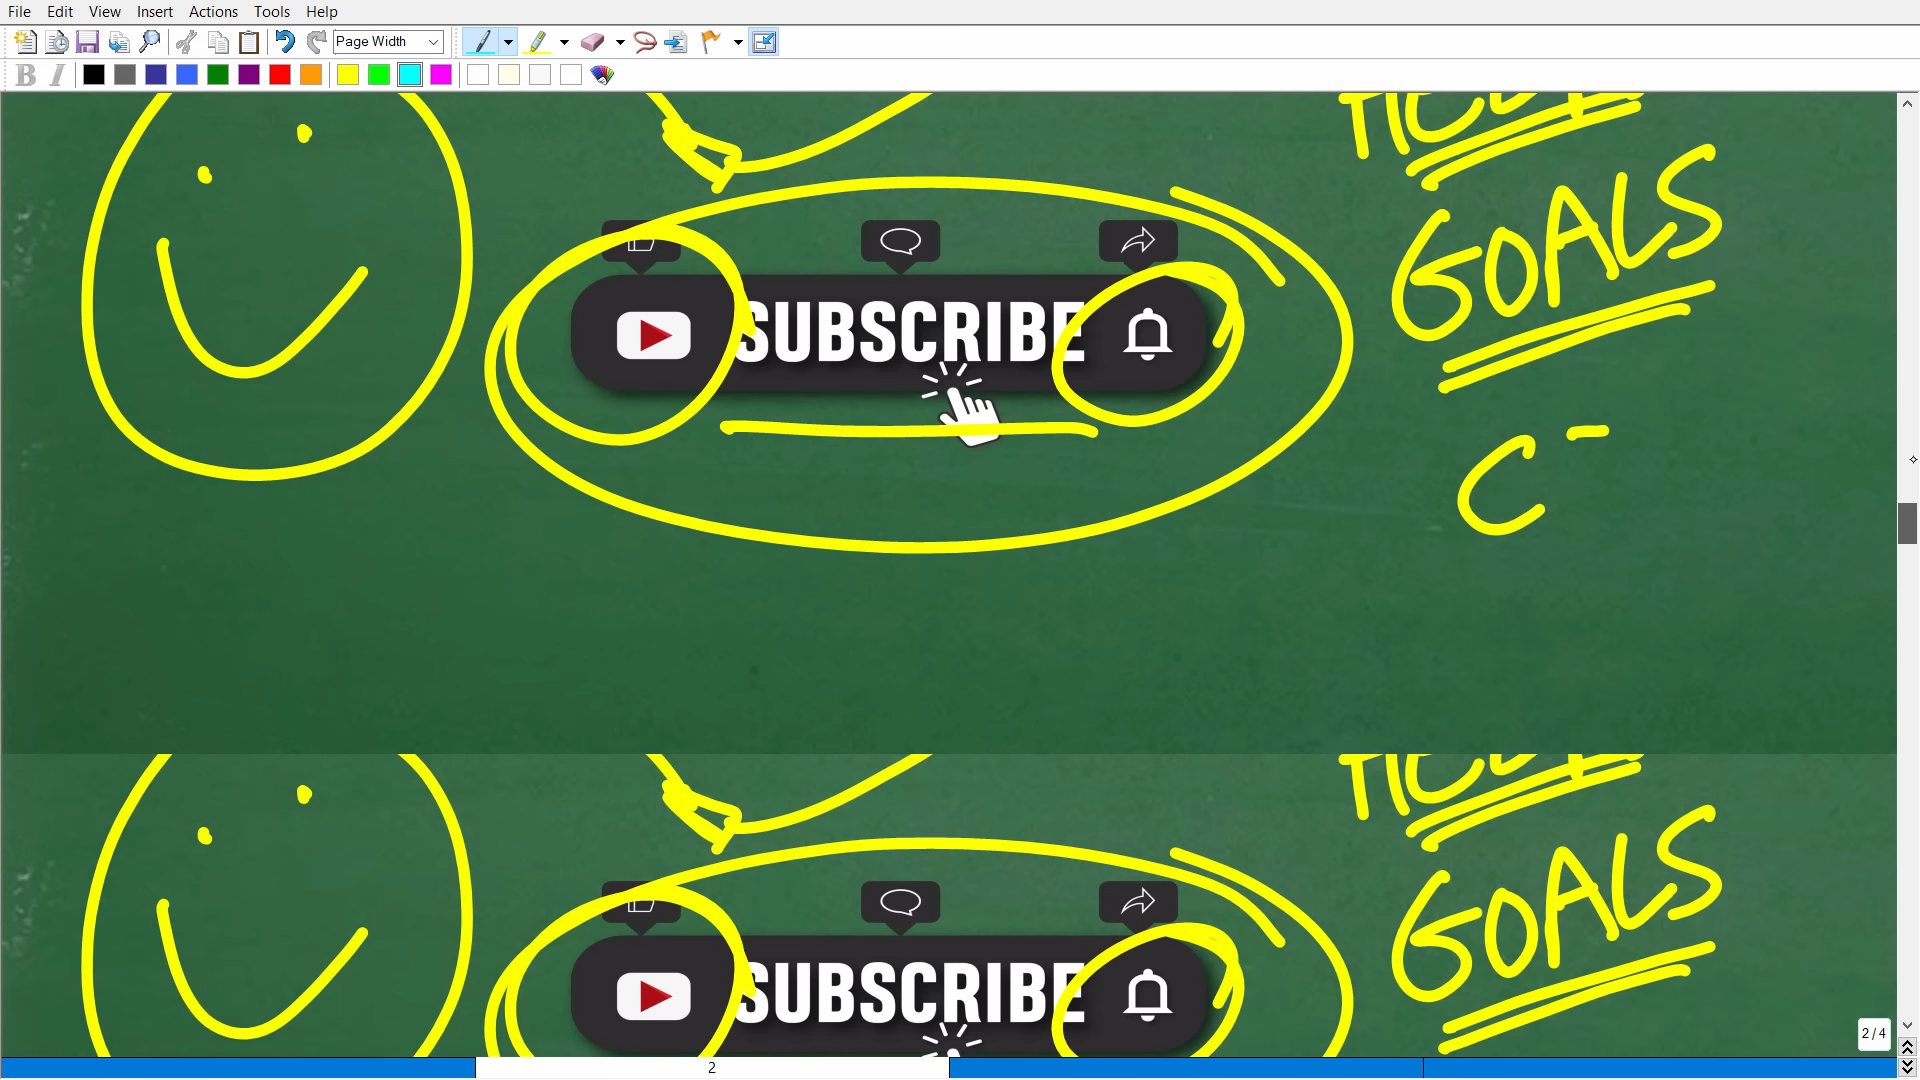 File Edit View Insert Actions Tools Help
Page Width
B I
GOALS
SUBSCRIBE
C -
GOALS
SUBSCRIBE
2 / 4
2